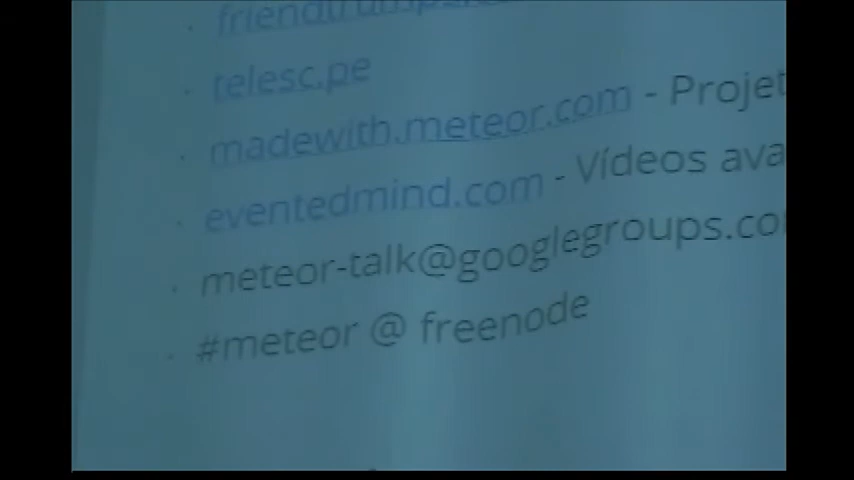 telesc.pe
madewith.meteor.com - Projet
eventedmind.com - Vídeos ava
meteor-talk@googlegroups.co
#meteor @ freenode